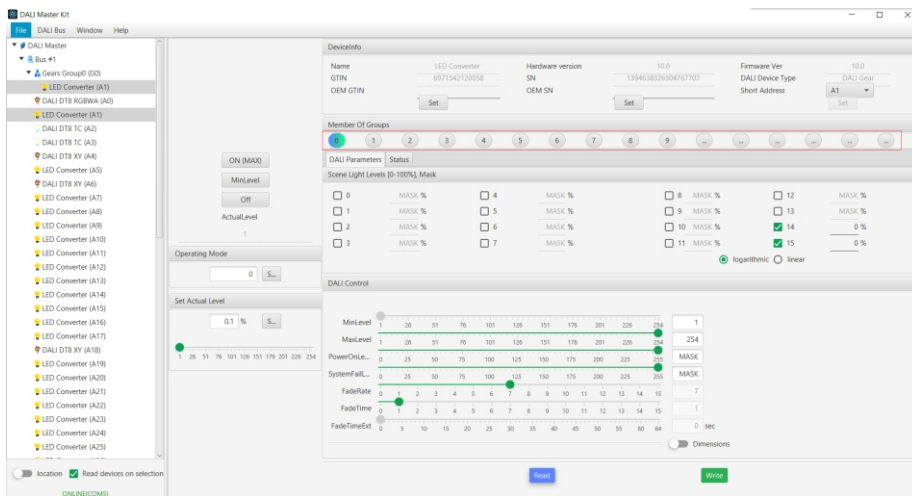 DALI Master Kit
File DALI Bus Window Help
DALI Master
Bus #1
Gears Group0 (G0)
LED Converter (A1)
DALI DT8 RGBWA (A0)
LED Converter (A1)
DALI DT8 TC (A2)
DALI DT8 TC (A3)
DALI DT8 XY (A4)
LED Converter (A5)
DALI DT8 XY (A6)
LED Converter (A7)
LED Converter (A8)
LED Converter (A9)
LED Converter (A10)
LED Converter (A11)
LED Converter (A12)
LED Converter (A13)
LED Converter (A14)
LED Converter (A15)
LED Converter (A16)
LED Converter (A17)
DALI DT8 XY (A18)
LED Converter (A19)
LED Converter (A20)
LED Converter (A21)
LED Converter (A22)
LED Converter (A23)
LED Converter (A24)
LED Converter (A25)
location Read devices on selection
ONLINE(COM5)
ON (MAX)
MinLevel
Off
ActualLevel
1
Operating Mode
0 S...
Set Actual Level
0.1 % S...
1 26 51 76 101 126 151 176 201 226 254
DeviceInfo
Name LED Converter Hardware version 10.0 Firmware Ver 10.0
GTIN 6971542120058 SN 1394638326504767707 DALI Device Type DALI Gear
OEM GTIN OEM SN Short Address A1
Set Set Set
Member Of Groups
0 1 2 3 4 5 6 7 8 9 ... ... ... ... ... ...
DALI Parameters Status
Scene Light Levels [0-100%], Mask
0 MASK % 4 MASK % 8 MASK % 12 MASK %
1 MASK % 5 MASK % 9 MASK % 13 MASK %
2 MASK % 6 MASK % 10 MASK % 14 0 %
3 MASK % 7 MASK % 11 MASK % 15 0 %
logarithmic linear
DALI Control
MinLevel 1 26 51 76 101 126 151 176 201 226 254 1
MaxLevel 1 26 51 76 101 126 151 176 201 226 254 254
PowerOnLe... 0 25 50 75 100 125 150 175 200 225 255 MASK
SystemFailL... 0 25 50 75 100 125 150 175 200 225 255 MASK
FadeRate 0 1 2 3 4 5 6 7 8 9 10 11 12 13 14 15 7
FadeTime 0 1 2 3 4 5 6 7 8 9 10 11 12 13 14 15 1
FadeTimeExt 0 5 10 15 20 25 30 35 40 45 50 55 60 64 0 sec
Dimensions
Read Write